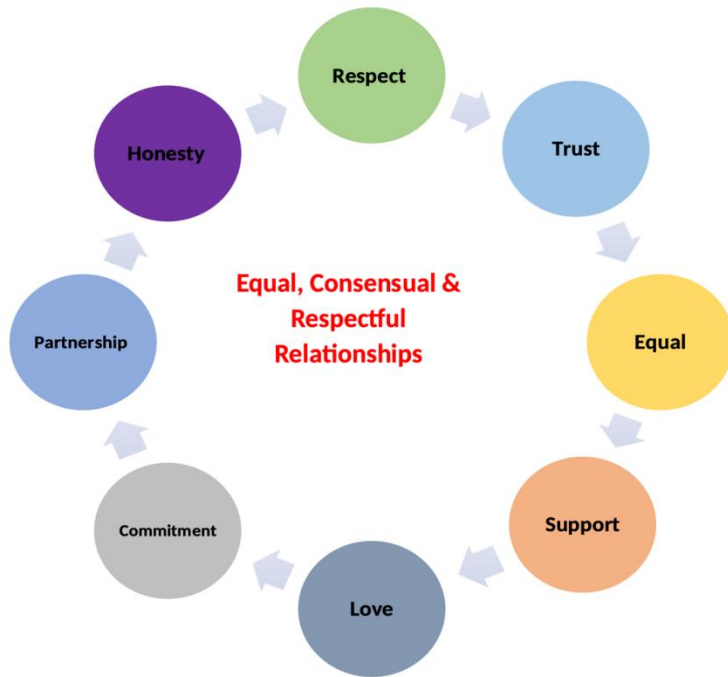 Respect
Trust
Equal
Support
Love
Commitment
Partnership
Honesty
Equal, Consensual &
Respectful
Relationships